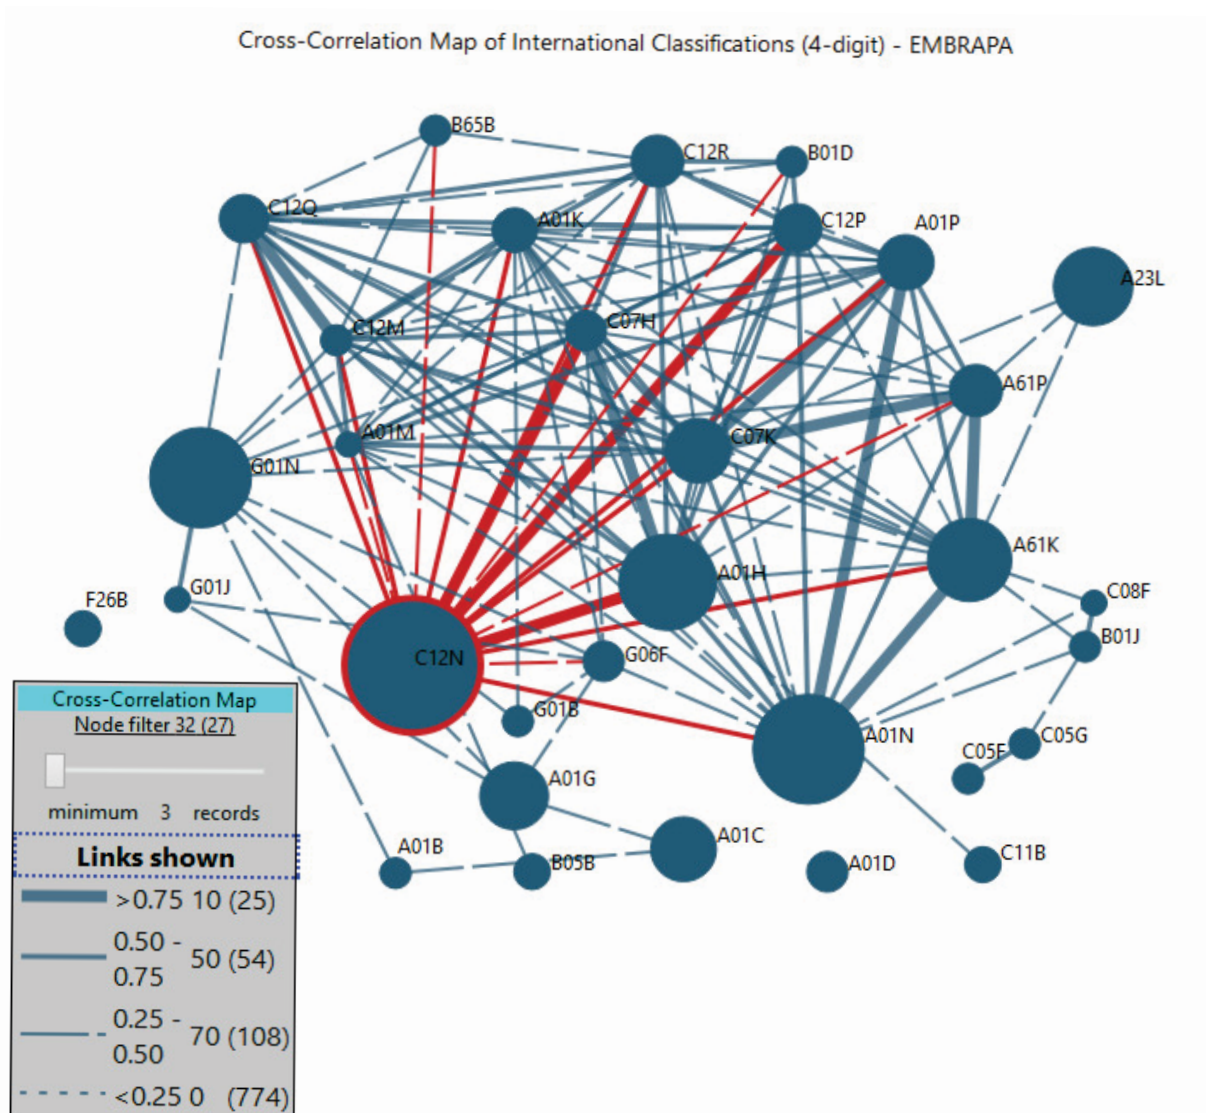 Cross-Correlation Map of International Classifications (4-digit) - EMBRAPA
B65B
C12R
B01D
C12Q
A01K
C12P
A01P
A23L
C12M
C07H
A61P
A01M
C07K
G01N
A61K
A01H
G01J
C08F
F26B
B01J
C12N
G06F
G01B
A01N
C05G
C05F
A01G
A01C
A01B
B05B
A01D
C11B
Cross-Correlation Map
Node filter 32 (27)
minimum 3 records
Links shown
>0.75 10 (25)
0.50 -
0.75 50 (54)
0.25 -
0.50 70 (108)
<0.25 0 (774)